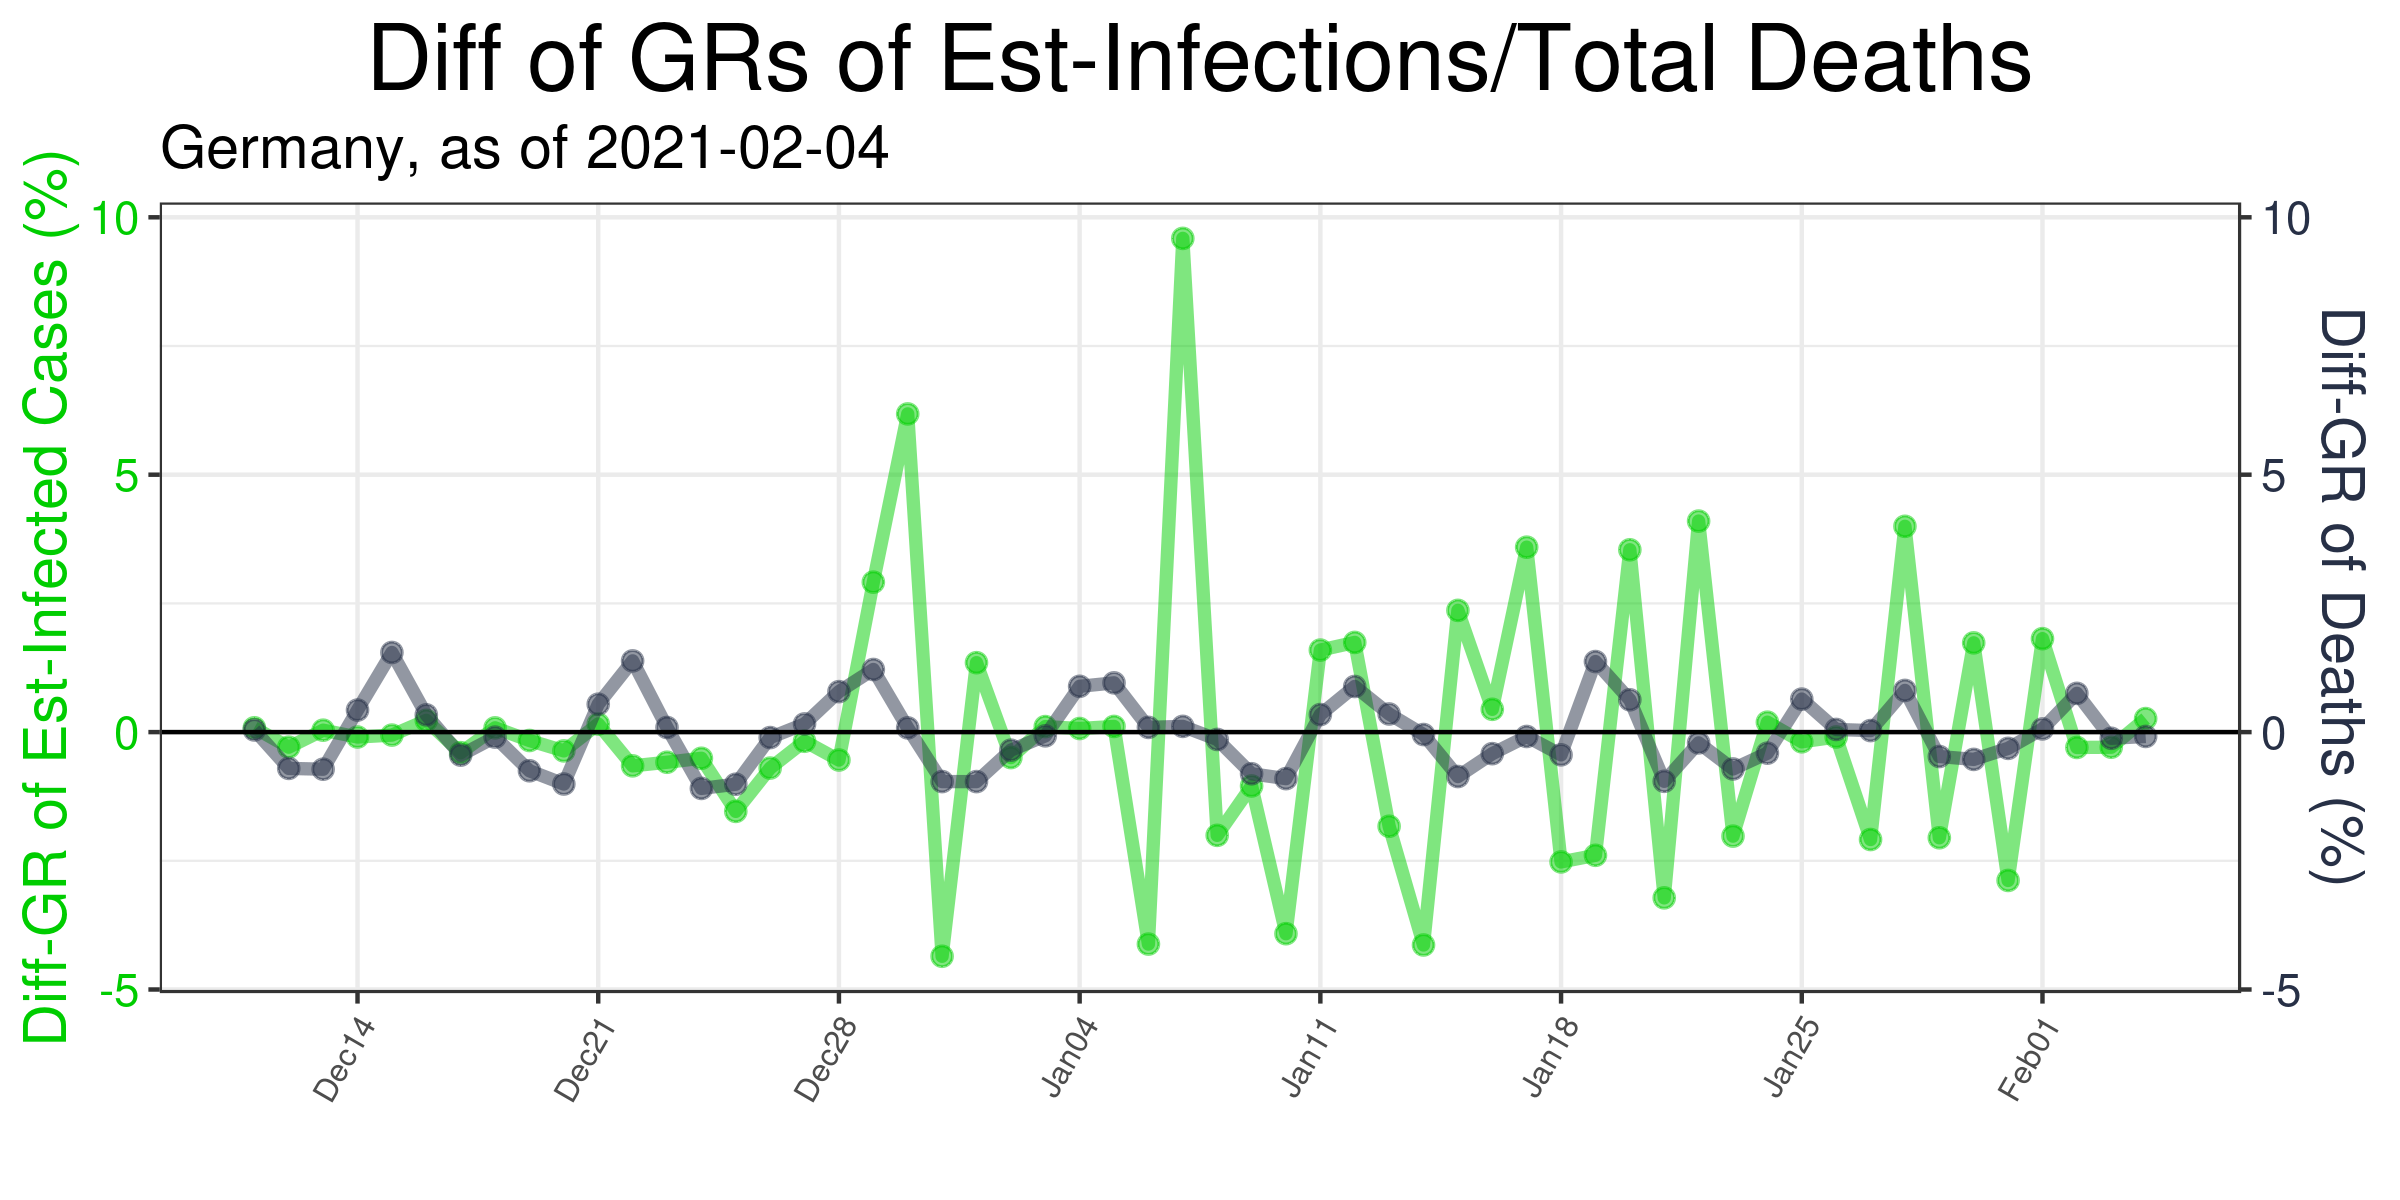 Diff of GRs of Est-Infections/Total Deaths
Germany, as of 2021-02-04
Diff-GR of Est-Infected Cases (%)
10
5
0
-5
10
5
0
-5
Diff-GR of Deaths (%)
Dec14
Dec21
Dec28
Jan04
Jan11
Jan18
Jan25
Feb01